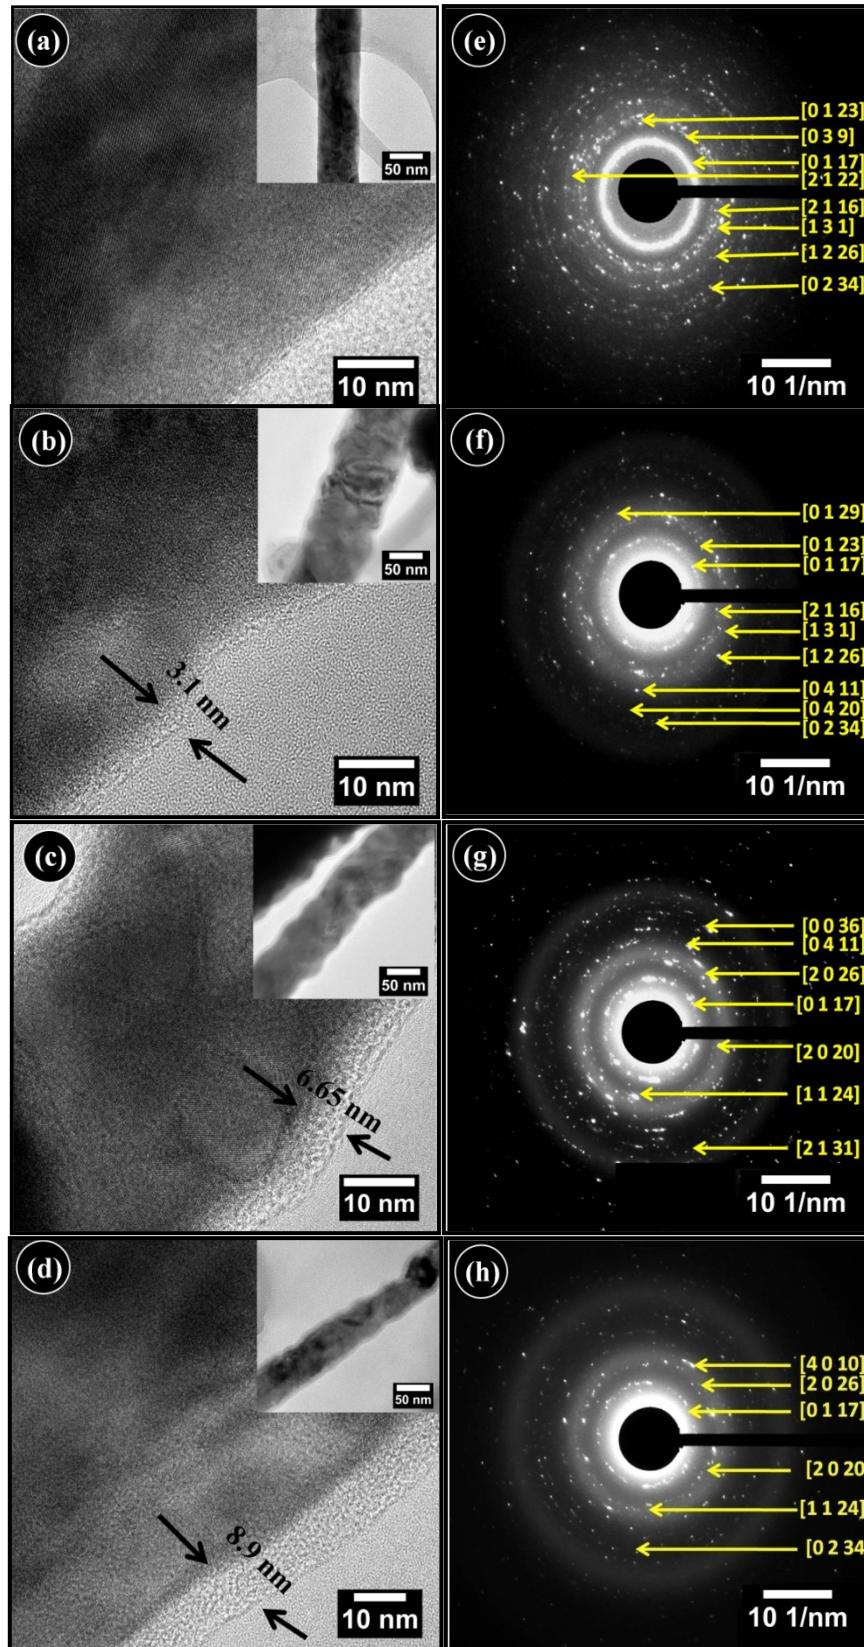 (a)
50 nm
10 nm
(e)
[0 1 23]
[0 3 9]
[0 1 17]
[2 1 22]
[2 1 16]
[1 3 1]
[1 2 26]
[0 2 34]
10 1/nm
(b)
50 nm
3.1 nm
10 nm
(f)
[0 1 29]
[0 1 23]
[0 1 17]
[2 1 16]
[1 3 1]
[1 2 26]
[0 4 11]
[0 4 20]
[0 2 34]
10 1/nm
(c)
50 nm
6.65 nm
10 nm
(g)
[0 0 36]
[0 4 11]
[2 0 26]
[0 1 17]
[2 0 20]
[1 1 24]
[2 1 31]
10 1/nm
(d)
50 nm
8.9 nm
10 nm
(h)
[4 0 10]
[2 0 26]
[0 1 17]
[2 0 20
[1 1 24]
[0 2 34
10 1/nm